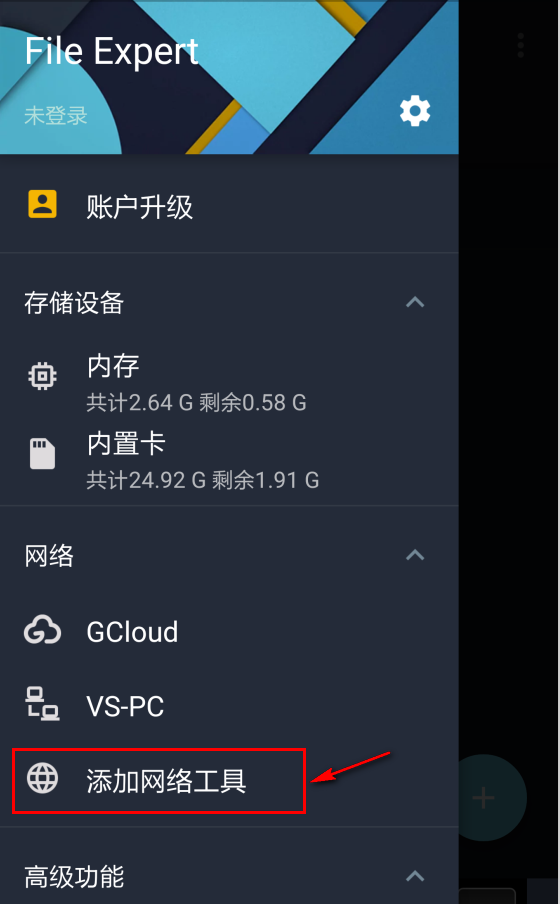 File Expert
未登录
账户升级
存储设备
内存
共计2.64 G 剩余0.58 G
内置卡
共计24.92 G 剩余1.91 G
网络
GCloud
VS-PC
添加网络工具
高级功能